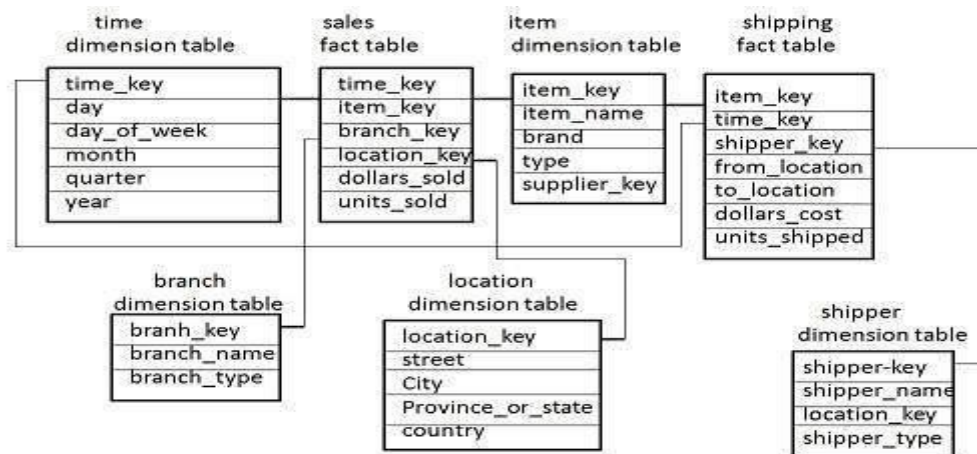 time
dimension table
time_key
day
day_of_week
month
quarter
year
sales
fact table
time_key
item_key
branch_key
location_key
dollars_sold
units_sold
item
dimension table
item_key
item_name
brand
type
supplier_key
shipping
fact table
item_key
time_key
shipper_key
from_location
to_location
dollars_cost
units_shipped
branch
dimension table
branh_key
branch_name
branch_type
location
dimension table
location_key
street
City
Province_or_state
country
shipper
dimension table
shipper-key
shipper_name
location_key
shipper_type